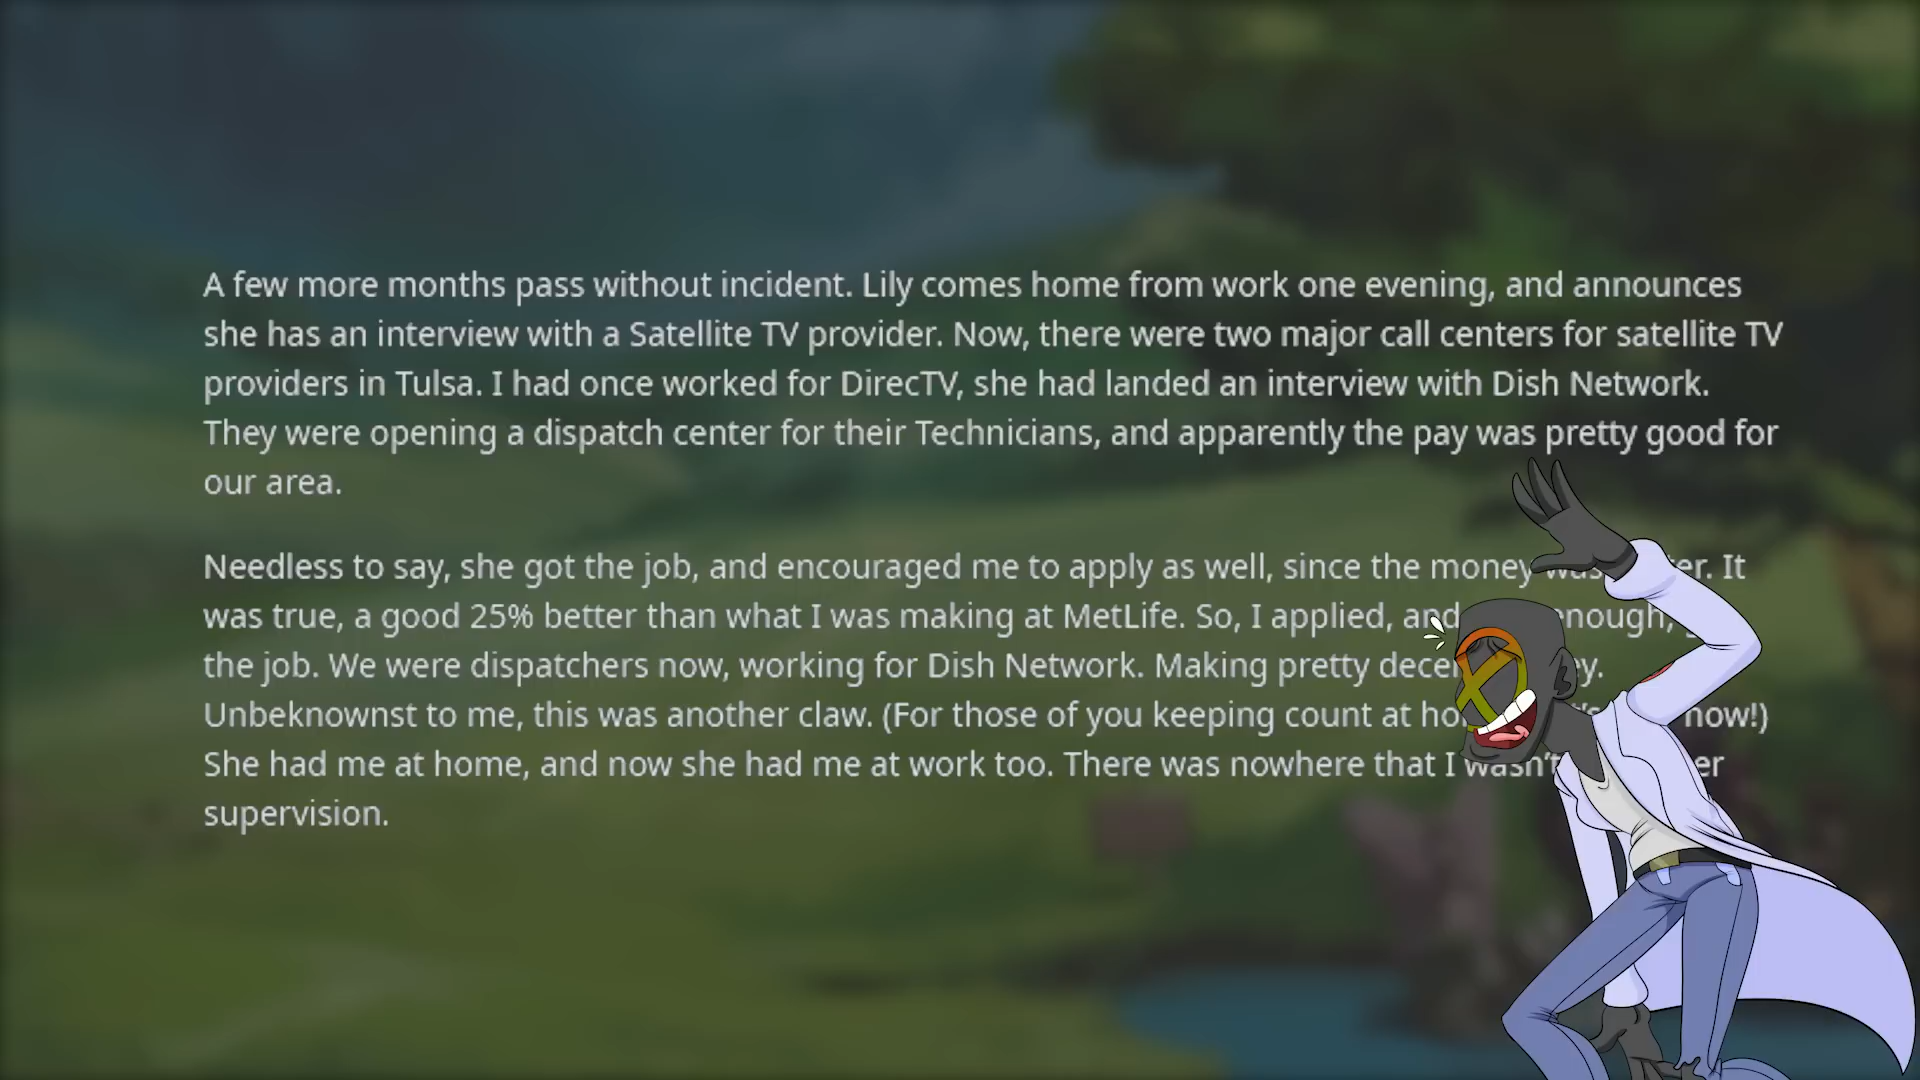 A few more months pass without incident. Lily comes home from work one evening, and announces
she has an interview with a Satellite TV provider. Now, there were two major call centers for satellite TV
providers in Tulsa. I had once worked for DirecTV, she had landed an interview with Dish Network.
They were opening a dispatch center for their Technicians, and apparently the pay was pretty good for
our area.
Needless to say, she got the job, and encouraged me to apply as well, since the money was It
was true, a good 25% better than what I was making at MetLife. So, I applied, and enough,
the job. We were dispatchers now, working for Dish Network. Making pretty
Unbeknownst to me, this was another claw. (For those of you keeping count at now!)
She had me at home, and now she had me at work too. There was nowhere that I wasn't
supervision.